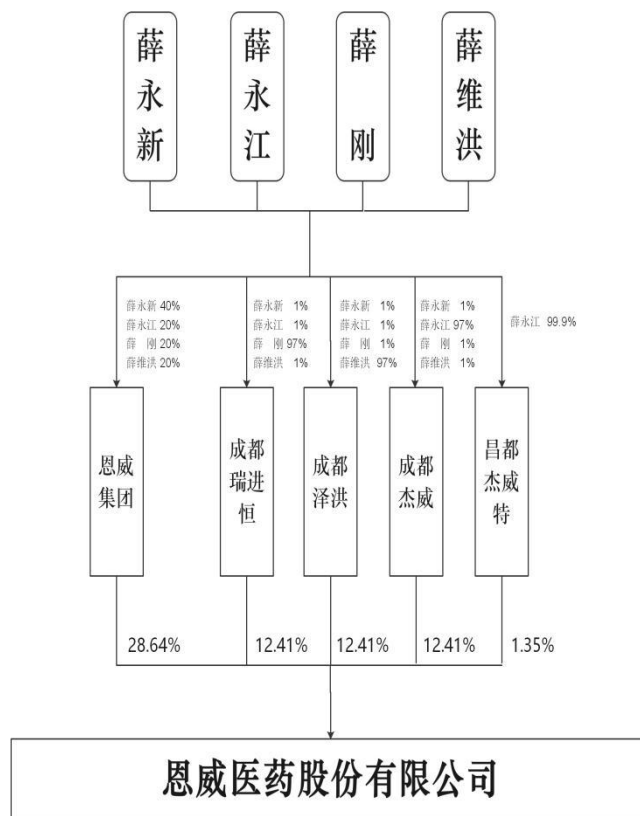 薛永新
薛永江
薛 刚
薛维洪
薛永新 40%
薛永江 20%
薛 刚 20%
薛维洪 20%
薛永新 1%
薛永江 1%
薛 刚 97%
薛维洪 1%
薛永新 1%
薛永江 1%
薛 刚 1%
薛维洪 97%
薛永新 1%
薛永江 97%
薛 刚 1%
薛维洪 1%
薛永江 99.9%
恩威
集团
成都
瑞进
恒
成都
泽洪
成都
杰威
昌都
杰威
特
28.64%
12.41%
12.41%
12.41%
1.35%
恩威医药股份有限公司